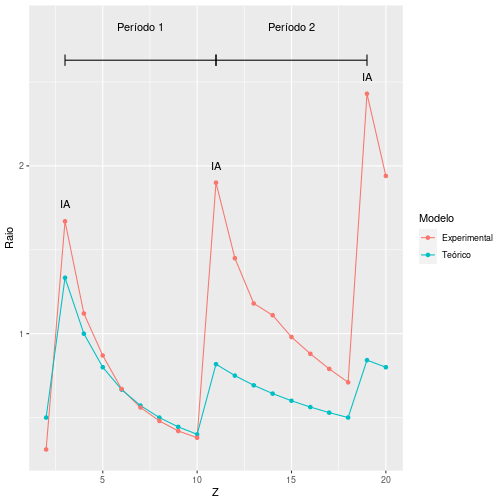 Período 1 Período 2
IA
IA
IA
2
1
Raio
5 10 15 20
Z
Modelo
Experimental
Teórico